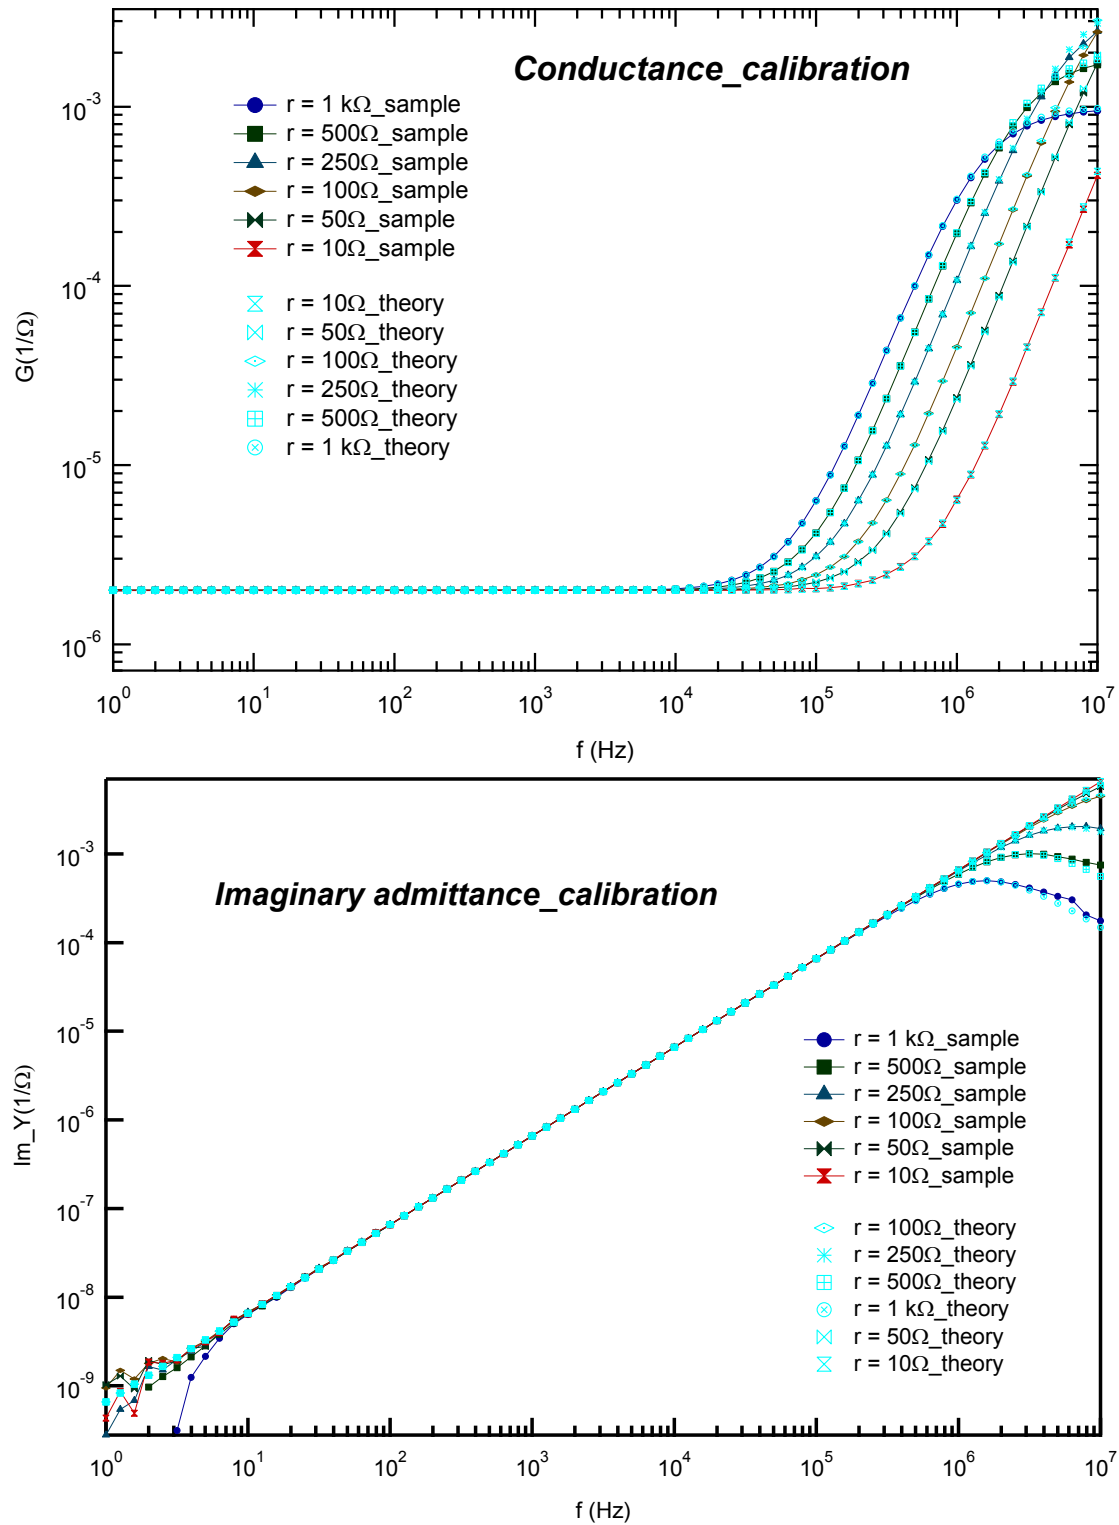 Conductance_calibration
r = 1 kΩ_sample
r = 500Ω_sample
r = 250Ω_sample
r = 100Ω_sample
r = 50Ω_sample
r = 10Ω_sample
r = 10Ω_theory
r = 50Ω_theory
r = 100Ω_theory
r = 250Ω_theory
r = 500Ω_theory
r = 1 kΩ_theory
G(1/Ω)
10⁻³
10⁻⁴
10⁻⁵
10⁻⁶
10⁰ 10¹ 10² 10³ 10⁴ 10⁵ 10⁶ 10⁷
f (Hz)
Imaginary admittance_calibration
Im_Y(1/Ω)
10⁻³
10⁻⁴
10⁻⁵
10⁻⁶
10⁻⁷
10⁻⁸
10⁻⁹
r = 1 kΩ_sample
r = 500Ω_sample
r = 250Ω_sample
r = 100Ω_sample
r = 50Ω_sample
r = 10Ω_sample
r = 100Ω_theory
r = 250Ω_theory
r = 500Ω_theory
r = 1 kΩ_theory
r = 50Ω_theory
r = 10Ω_theory
10⁰ 10¹ 10² 10³ 10⁴ 10⁵ 10⁶ 10⁷
f (Hz)